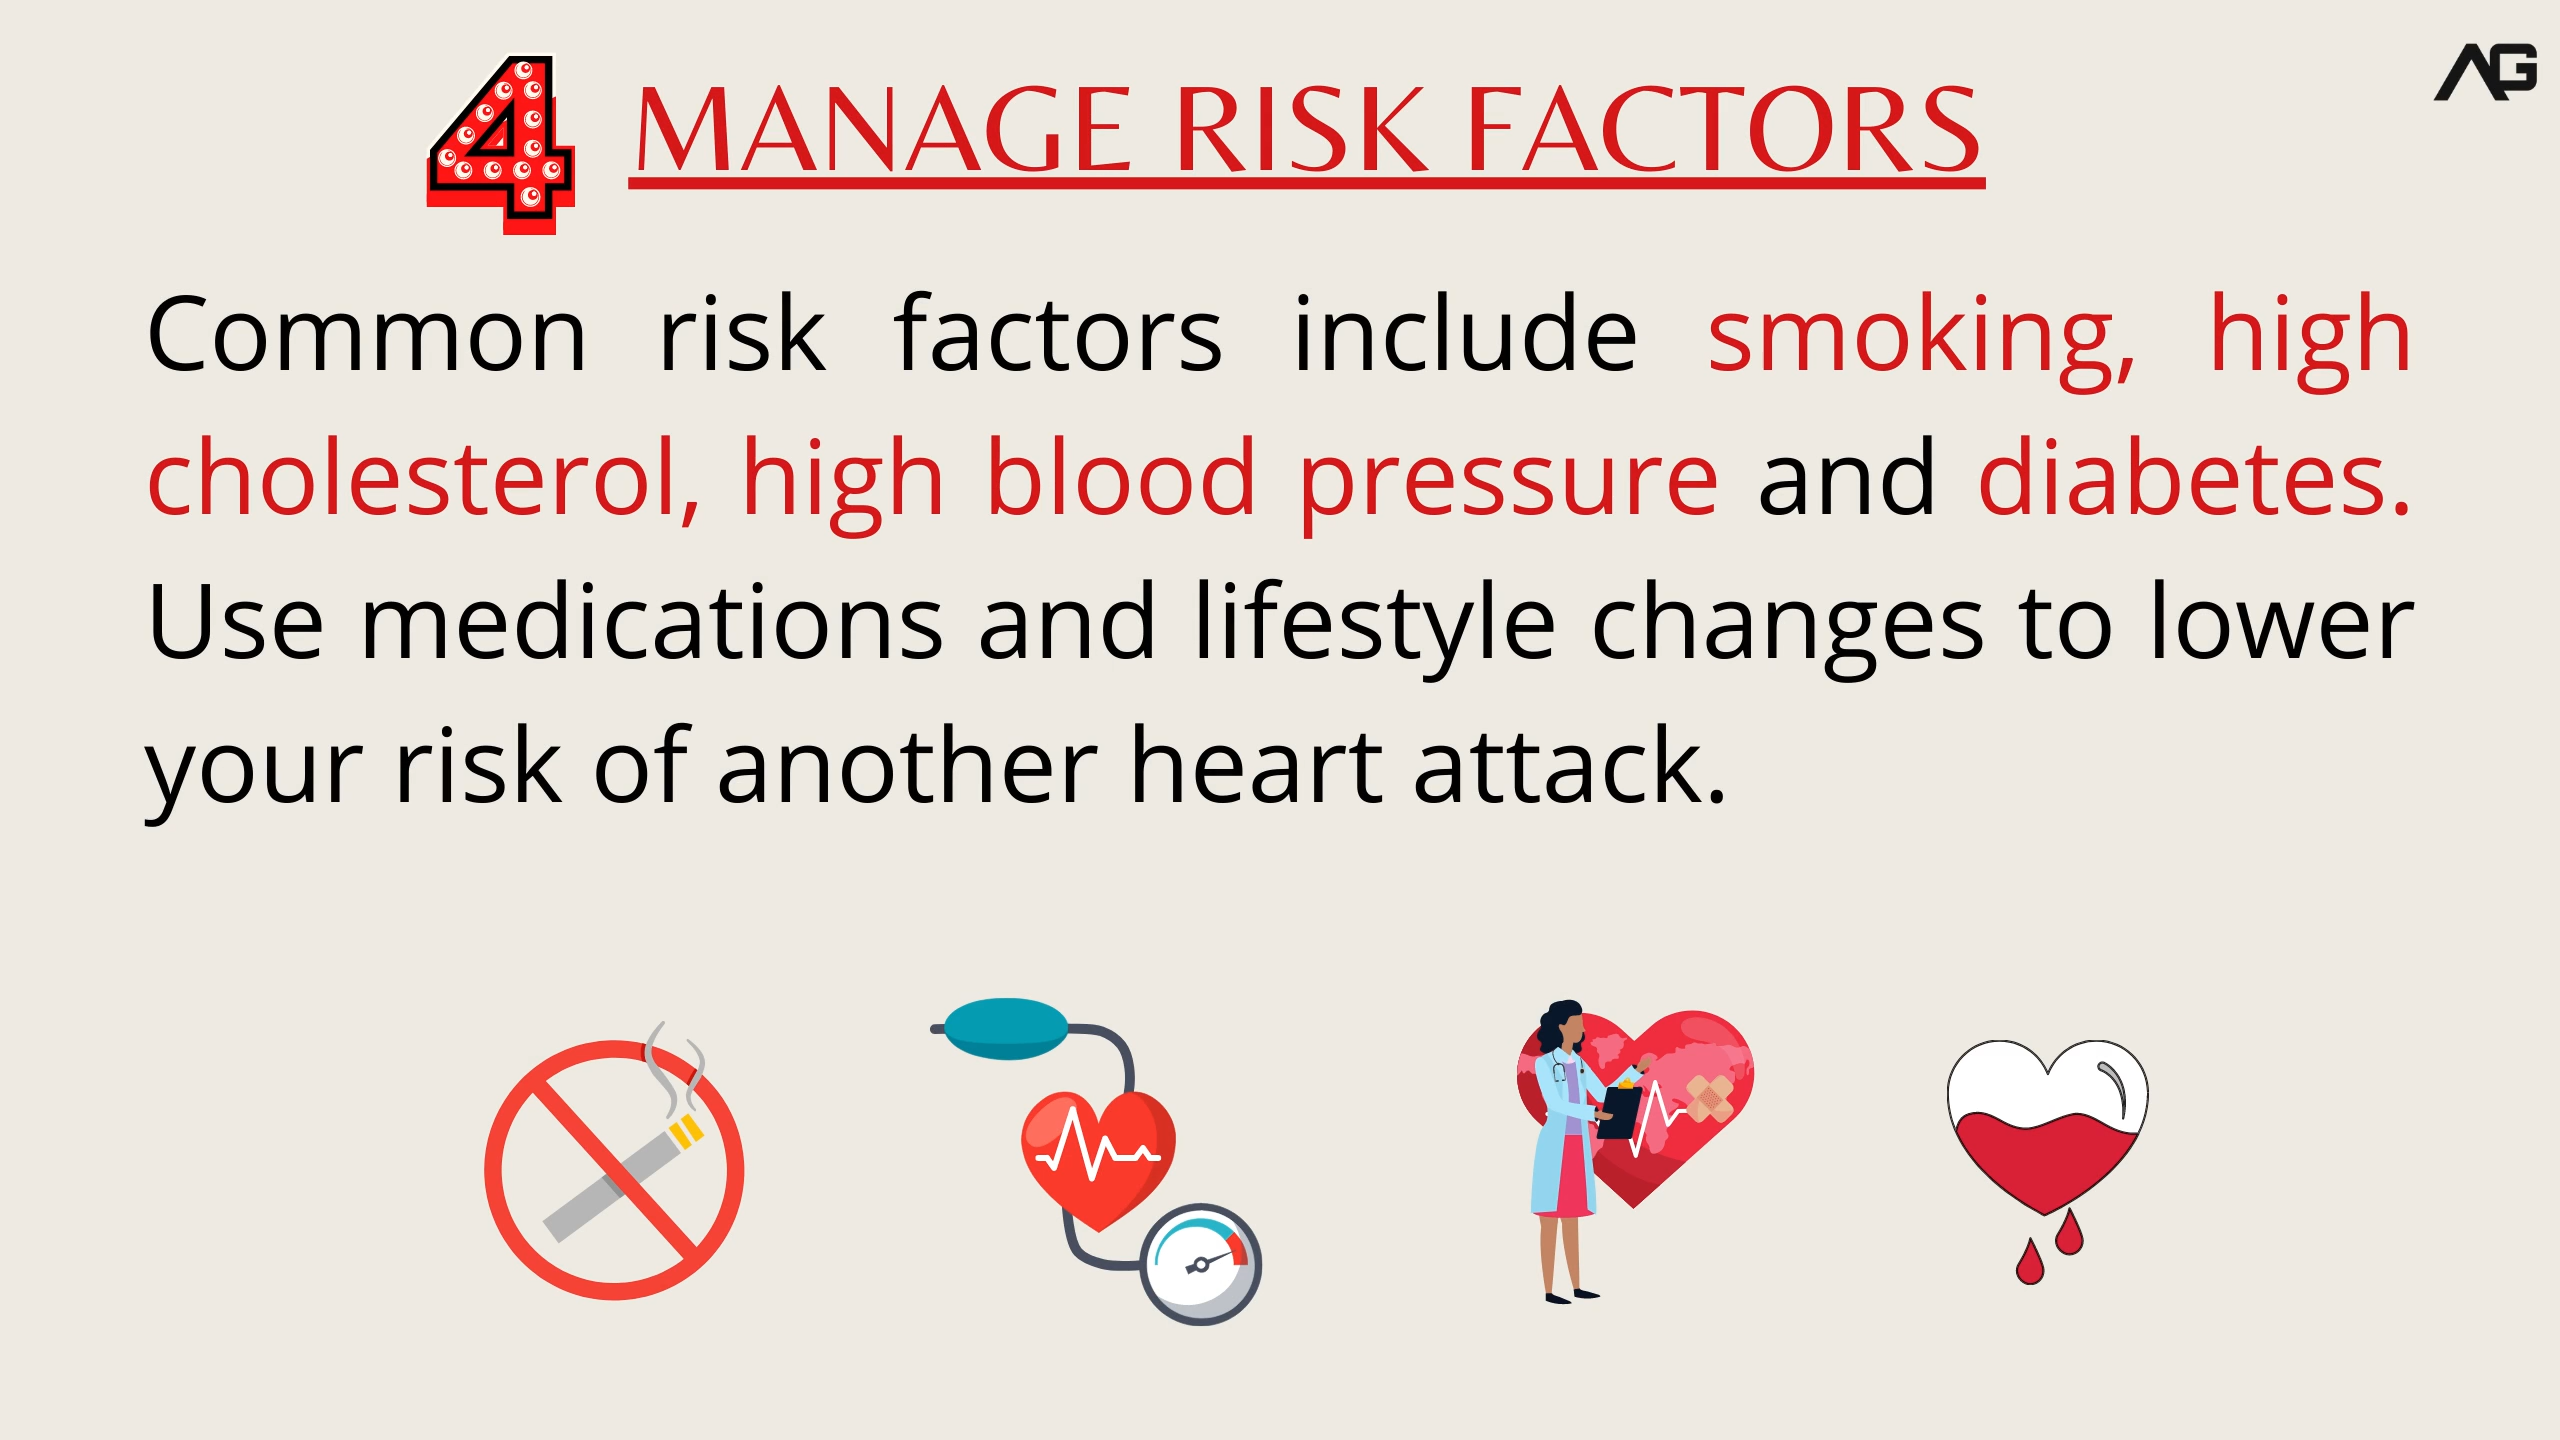 4 MANAGE RISK FACTORS
AG
Common risk factors include smoking, high
cholesterol, high blood pressure and diabetes.
Use medications and lifestyle changes to lower
your risk of another heart attack.